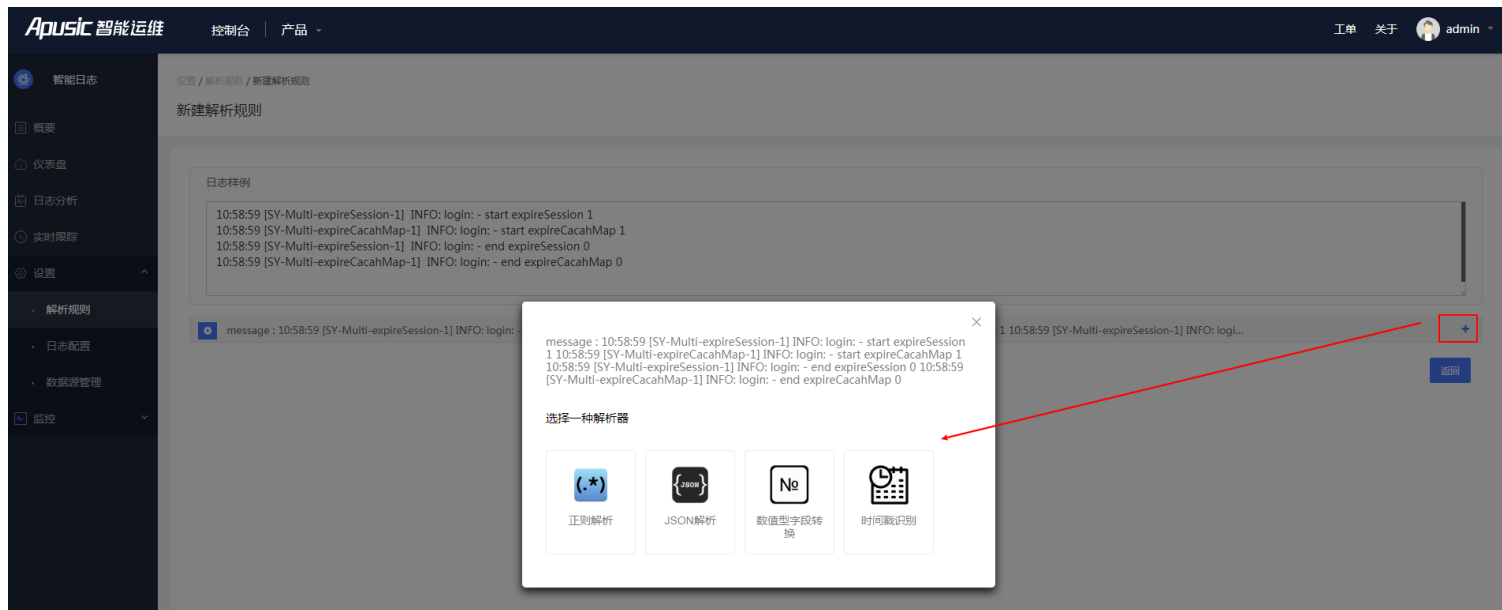 Apusic 智能运维
控制台
产品
工单
关于
admin
智能日志
概要
仪表盘
日志分析
实时跟踪
设置
解析规则
日志配置
数据源管理
监控
设置 / 解析规则 / 新建解析规则
新建解析规则
日志样例
10:58:59 [SY-Multi-expireSession-1]  INFO: login: - start expireSession 1
10:58:59 [SY-Multi-expireCacahMap-1]  INFO: login: - start expireCacahMap 1
10:58:59 [SY-Multi-expireSession-1]  INFO: login: - end expireSession 0
10:58:59 [SY-Multi-expireCacahMap-1]  INFO: login: - end expireCacahMap 0
message : 10:58:59 [SY-Multi-expireSession-1] INFO: login: -
1 10:58:59 [SY-Multi-expireSession-1] INFO: logi...
返回
message : 10:58:59 [SY-Multi-expireSession-1] INFO: login: - start expireSession
1 10:58:59 [SY-Multi-expireCacahMap-1] INFO: login: - start expireCacahMap 1
10:58:59 [SY-Multi-expireSession-1] INFO: login: - end expireSession 0 10:58:59
[SY-Multi-expireCacahMap-1] INFO: login: - end expireCacahMap 0
选择一种解析器
(.*)
{JSON}
№
正则解析
JSON解析
数值型字段转
换
时间戳识别